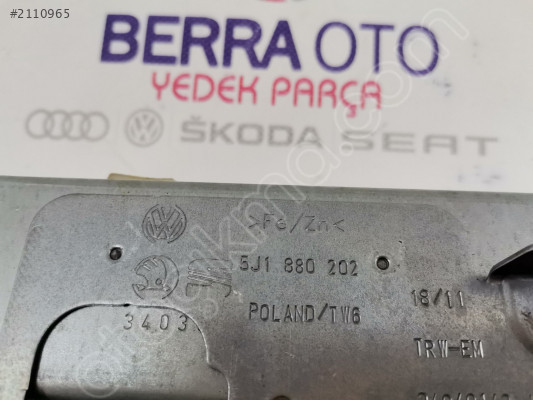 #2110965
BERRA OTO
YEDEK PARÇA
ŠKODA SEAT
>Fe/Zn<
5J1 880 202
3403
POLAND/TW6
18/11
TRW-EM